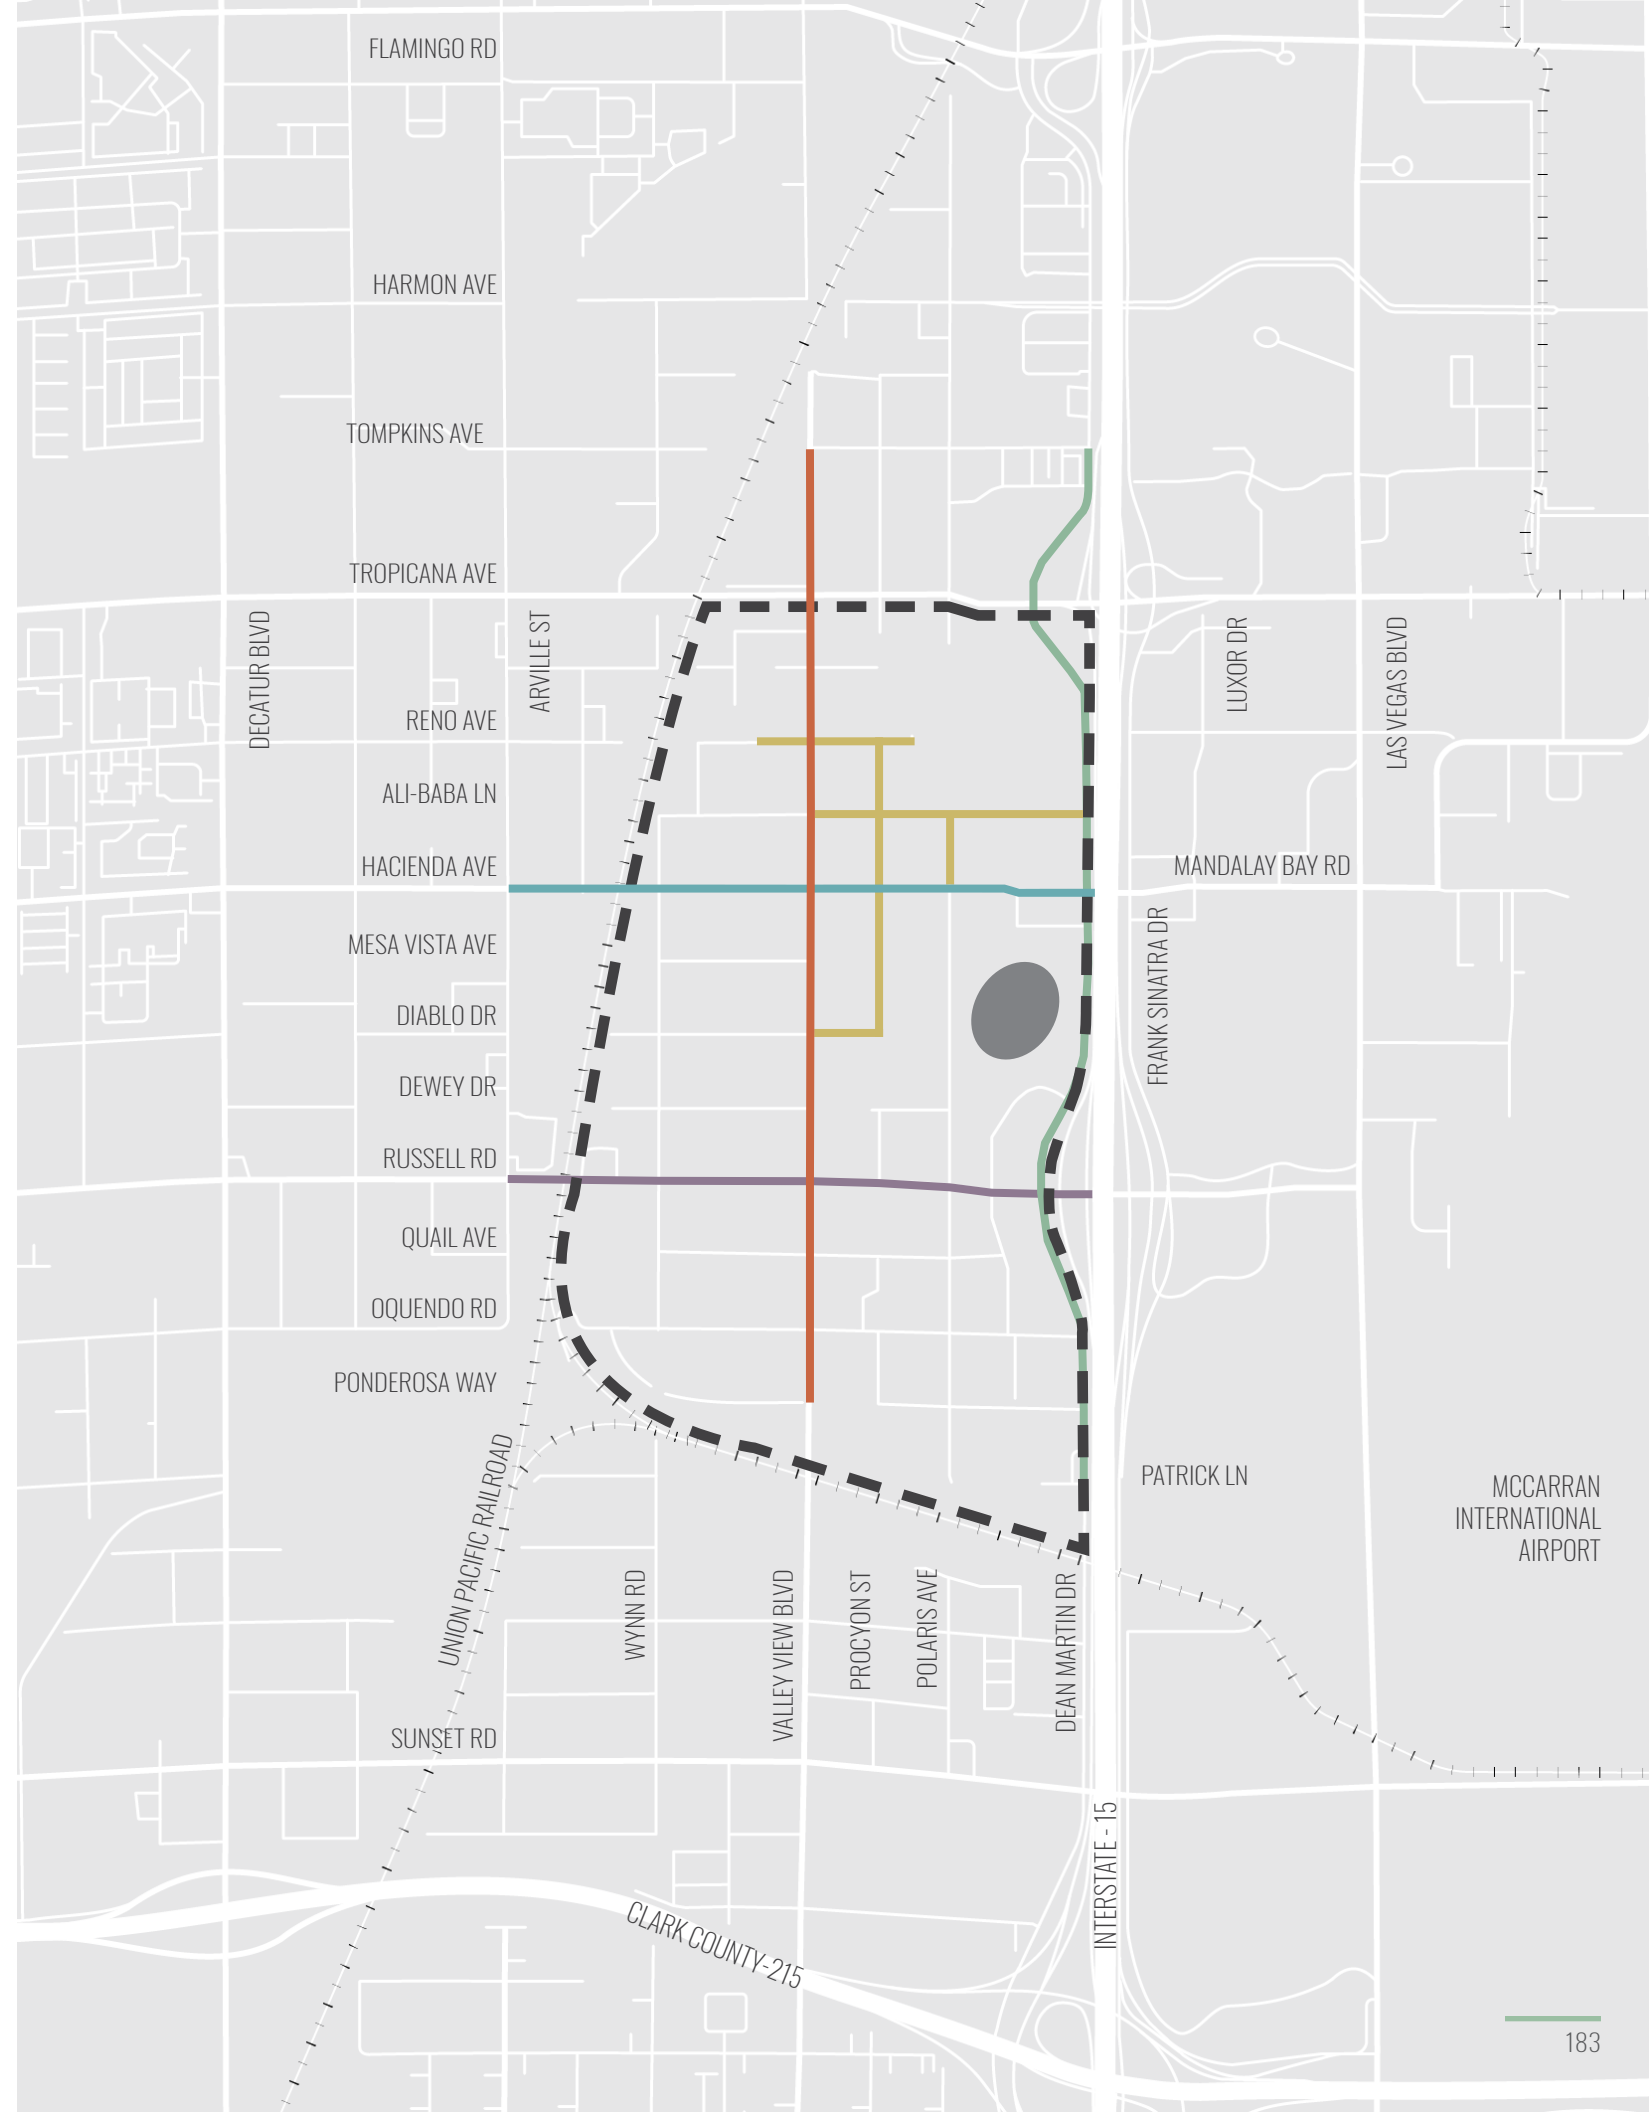 FLAMINGO RD
HARMON AVE
TOMPKINS AVE
TROPICANA AVE
DECATUR BLVD
ARVILLE ST
LUXOR DR
LAS VEGAS BLVD
RENO AVE
ALI-BABA LN
HACIENDA AVE
MANDALAY BAY RD
MESA VISTA AVE
FRANK SINATRA DR
DIABLO DR
DEWEY DR
RUSSELL RD
QUAIL AVE
OQUENDO RD
PONDEROSA WAY
UNION PACIFIC RAILROAD
PATRICK LN
MCCARRAN
INTERNATIONAL
AIRPORT
WYNN RD
VALLEY VIEW BLVD
PROCYON ST
POLARIS AVE
DEAN MARTIN DR
SUNSET RD
INTERSTATE - 15
CLARK COUNTY-215
183